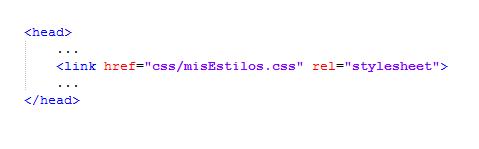 <head>
...
<link href="css/misEstilos.css" rel="stylesheet">
...
</head>